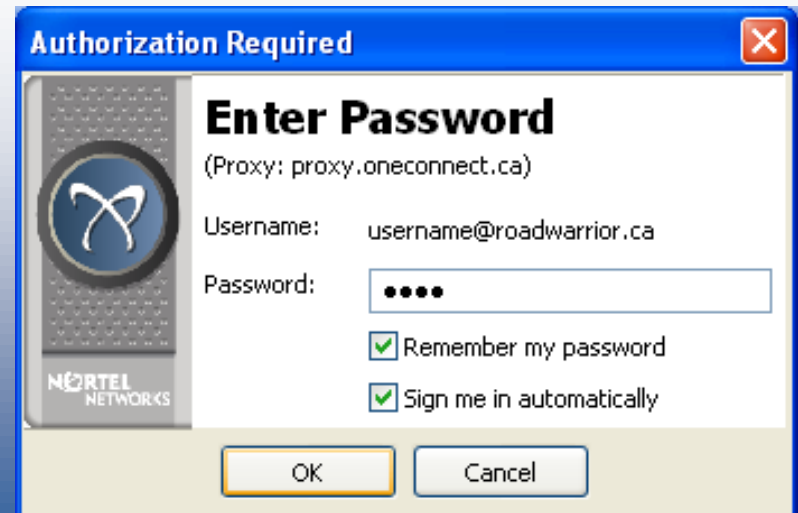 Authorization Required
Enter Password
(Proxy: proxy.oneconnect.ca)
Username: username@roadwarrior.ca
Password: ●●●●
Remember my password
Sign me in automatically
NORTEL
NETWORKS
OK Cancel